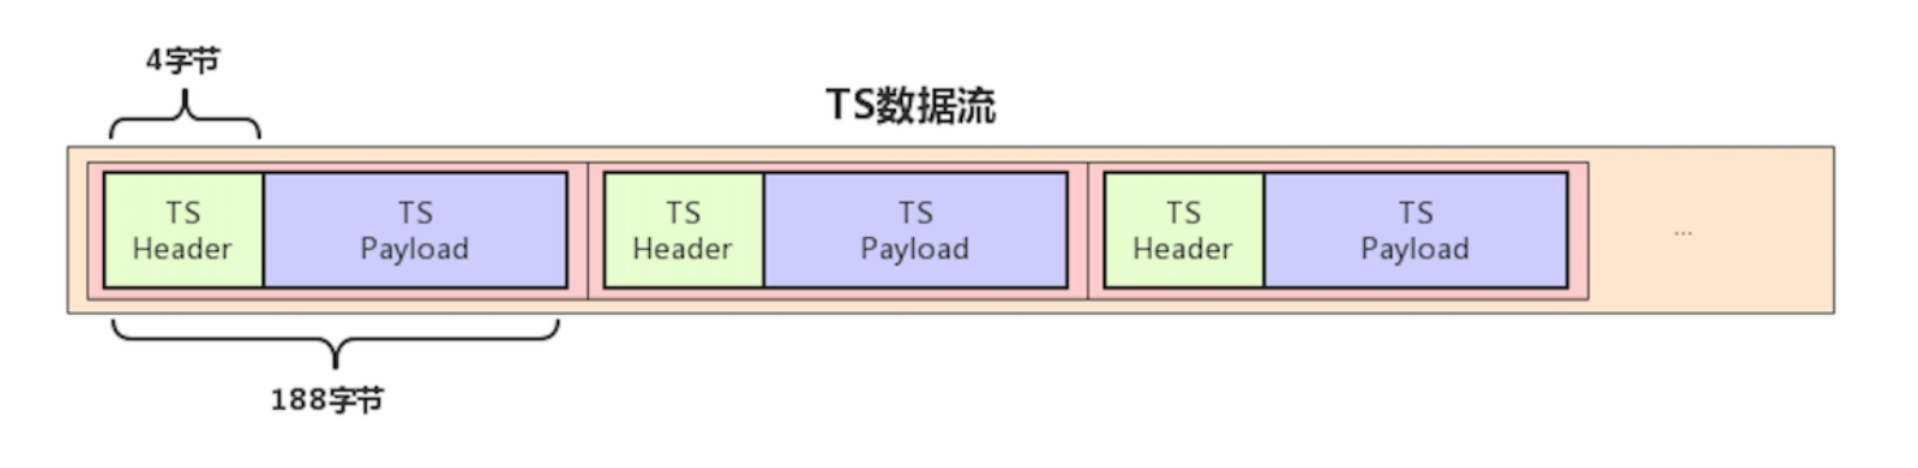 4字节
TS数据流
TS
Header
TS
Payload
TS
Header
TS
Payload
TS
Header
TS
Payload
...
188字节